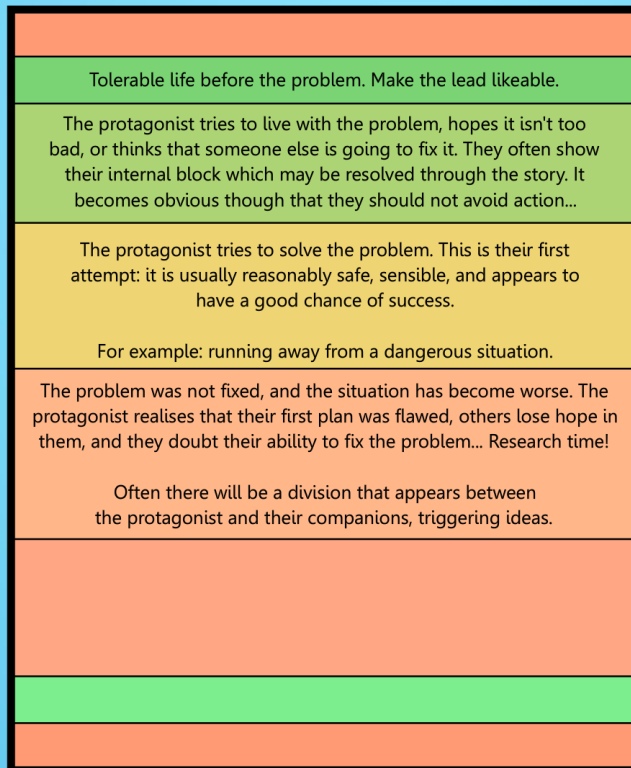 Tolerable life before the problem. Make the lead likeable.
The protagonist tries to live with the problem, hopes it isn't too
bad, or thinks that someone else is going to fix it. They often show
their internal block which may be resolved through the story. It
becomes obvious though that they should not avoid action...
The protagonist tries to solve the problem. This is their first
attempt: it is usually reasonably safe, sensible, and appears to
have a good chance of success.
For example: running away from a dangerous situation.
The problem was not fixed, and the situation has become worse. The
protagonist realises that their first plan was flawed, others lose hope in
them, and they doubt their ability to fix the problem... Research time!
Often there will be a division that appears between
the protagonist and their companions, triggering ideas.